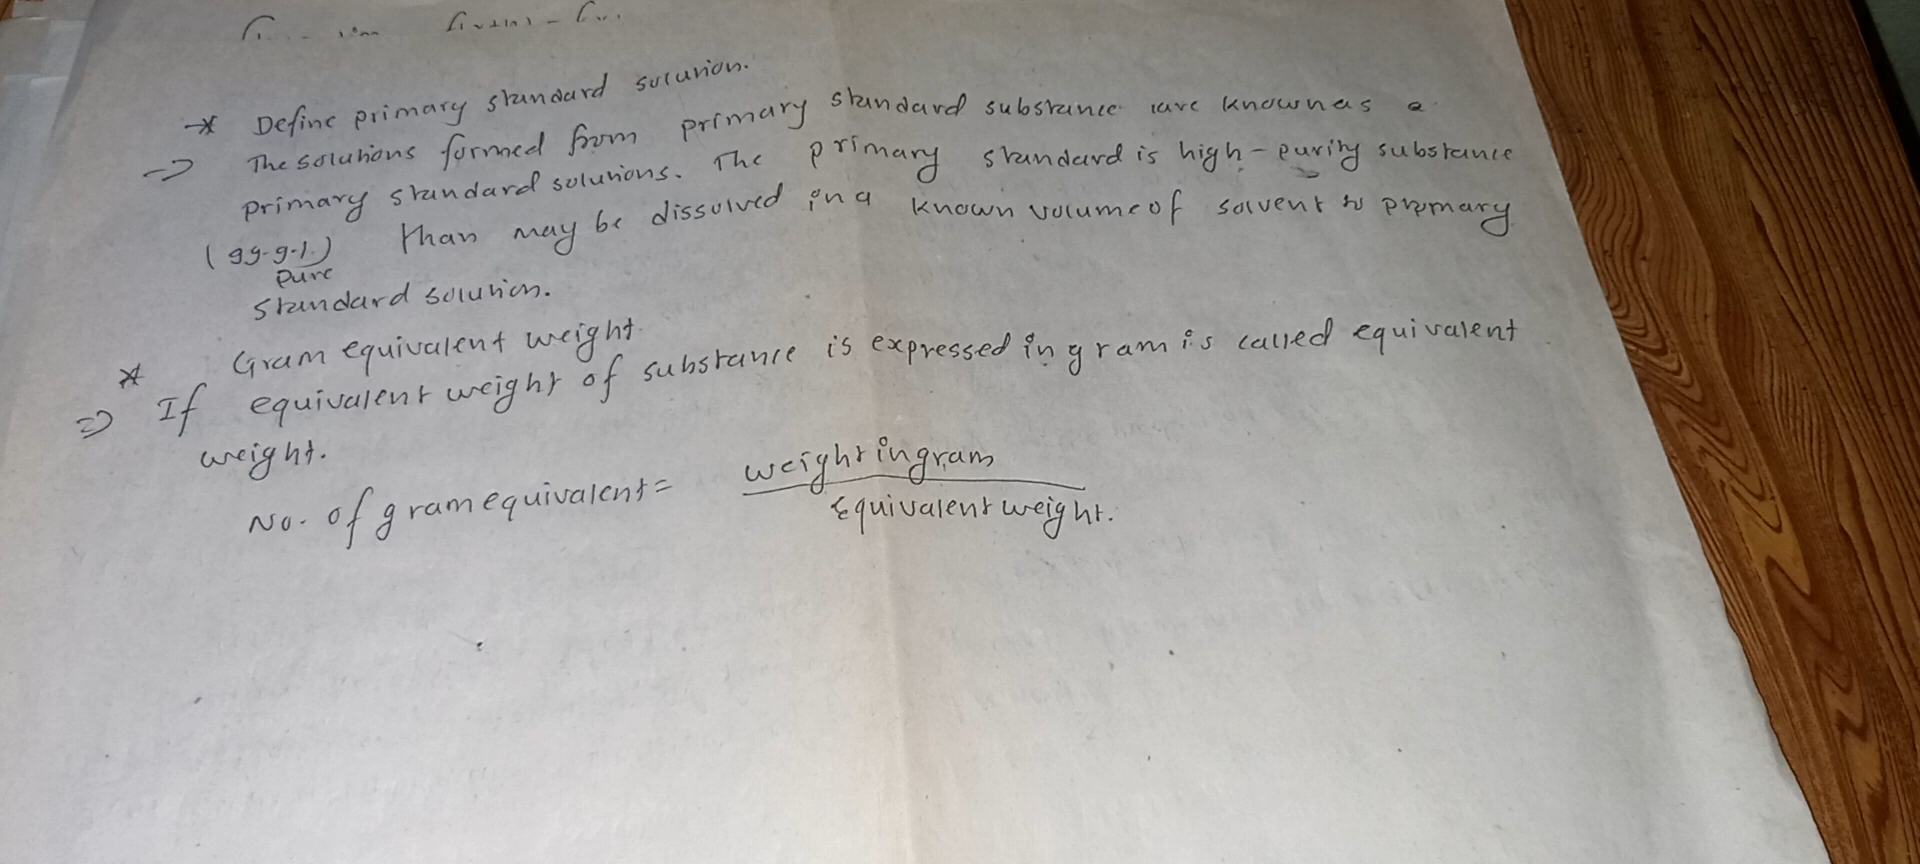 * Define primary standard solution.
=> The solutions formed from primary standard substance are known as a
primary standard solutions. The primary standard is high-purity substance
(99.9.1.) than may be dissolved in a known volume of solvent to primary
pure
standard solution.
* Gram equivalent weight.
=> If equivalent weight of substance is expressed in gram is called equivalent
weight.
No. of gram equivalent = weight in gram
Equivalent weight.